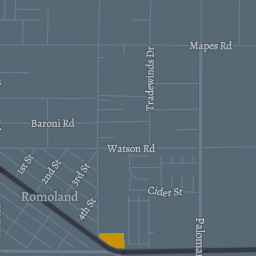 Mapes Rd
Tradewinds Dr
Baroni Rd
Watson Rd
1st St
2nd St
3rd St
Cider St
Romoland
4th St